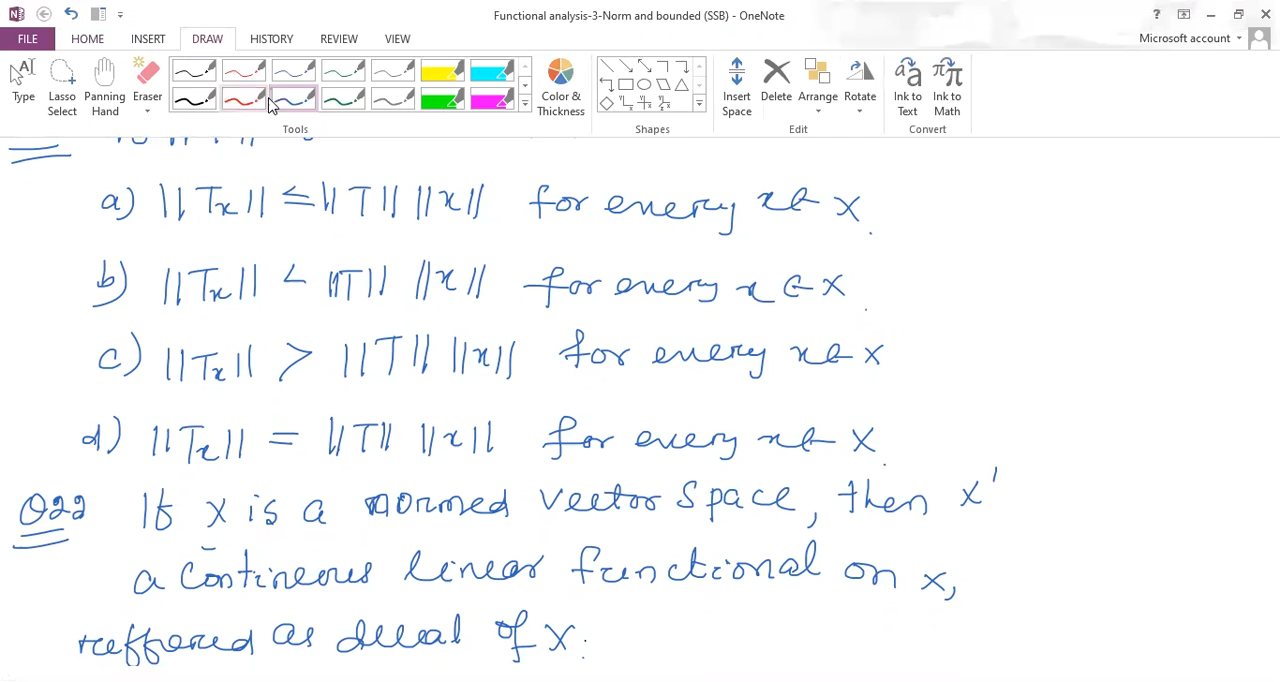 Functional analysis-3-Norm and bounded (SSB) - OneNote
FILE HOME INSERT DRAW HISTORY REVIEW VIEW
Microsoft account
Type Lasso Select Panning Hand Eraser Color & Thickness Insert Space Delete Arrange Rotate Ink to Text Ink to Math
Tools Shapes Edit Convert
a) ||Tx|| ≤ ||T|| ||x|| for every x ∈ X.
b) ||Tx|| < ||T|| ||x|| for every x ∈ X.
c) ||Tx|| > ||T|| ||x|| for every x ∈ X
d) ||Tx|| = ||T|| ||x|| for every x ∈ X.
Q22 If X is a normed vector space, then X'
a contineous linear functional on X,
reffered as dual of X.